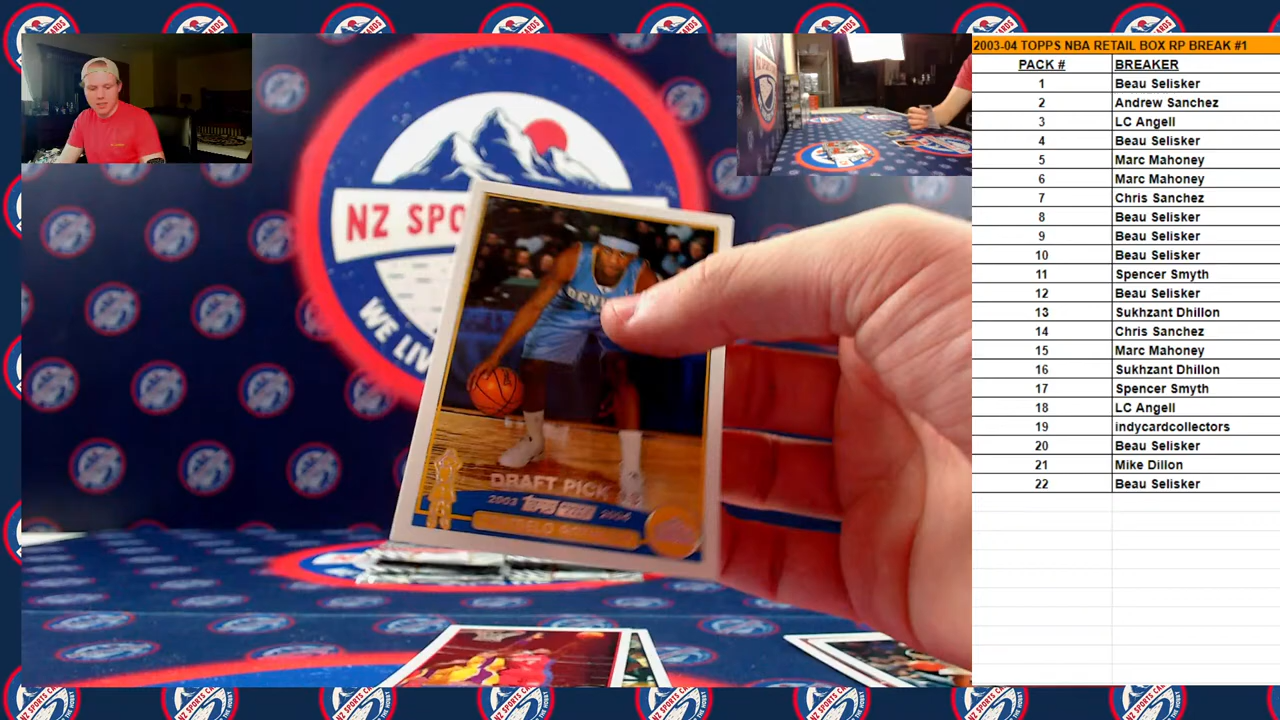 NZ SPO
WE LIV
DENV
DRAFT PICK
2003 TOPPS 2004
2003-04 TOPPS NBA RETAIL BOX RP BREAK #1
PACK # BREAKER
1 Beau Selisker
2 Andrew Sanchez
3 LC Angell
4 Beau Selisker
5 Marc Mahoney
6 Marc Mahoney
7 Chris Sanchez
8 Beau Selisker
9 Beau Selisker
10 Beau Selisker
11 Spencer Smyth
12 Beau Selisker
13 Sukhzant Dhillon
14 Chris Sanchez
15 Marc Mahoney
16 Sukhzant Dhillon
17 Spencer Smyth
18 LC Angell
19 indycardcollectors
20 Beau Selisker
21 Mike Dillon
22 Beau Selisker